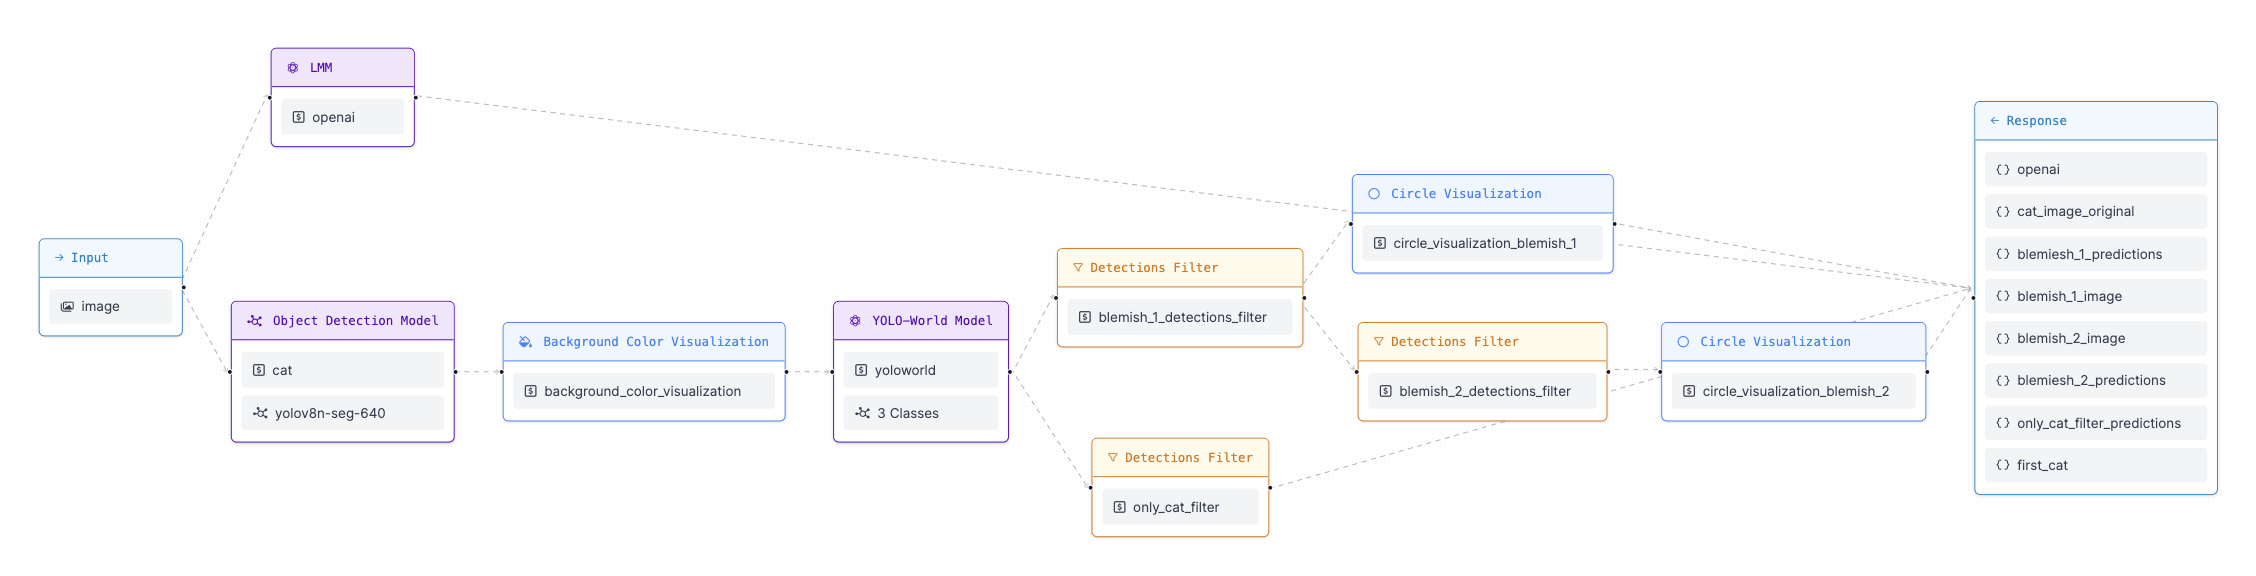 LMM
openai
Input
image
Object Detection Model
cat
yolov8n-seg-640
Background Color Visualization
background_color_visualization
YOLO-World Model
yoloworld
3 Classes
Detections Filter
blemish_1_detections_filter
Detections Filter
only_cat_filter
Circle Visualization
circle_visualization_blemish_1
Detections Filter
blemish_2_detections_filter
Circle Visualization
circle_visualization_blemish_2
Response
openai
cat_image_original
blemiesh_1_predictions
blemish_1_image
blemish_2_image
blemiesh_2_predictions
only_cat_filter_predictions
first_cat